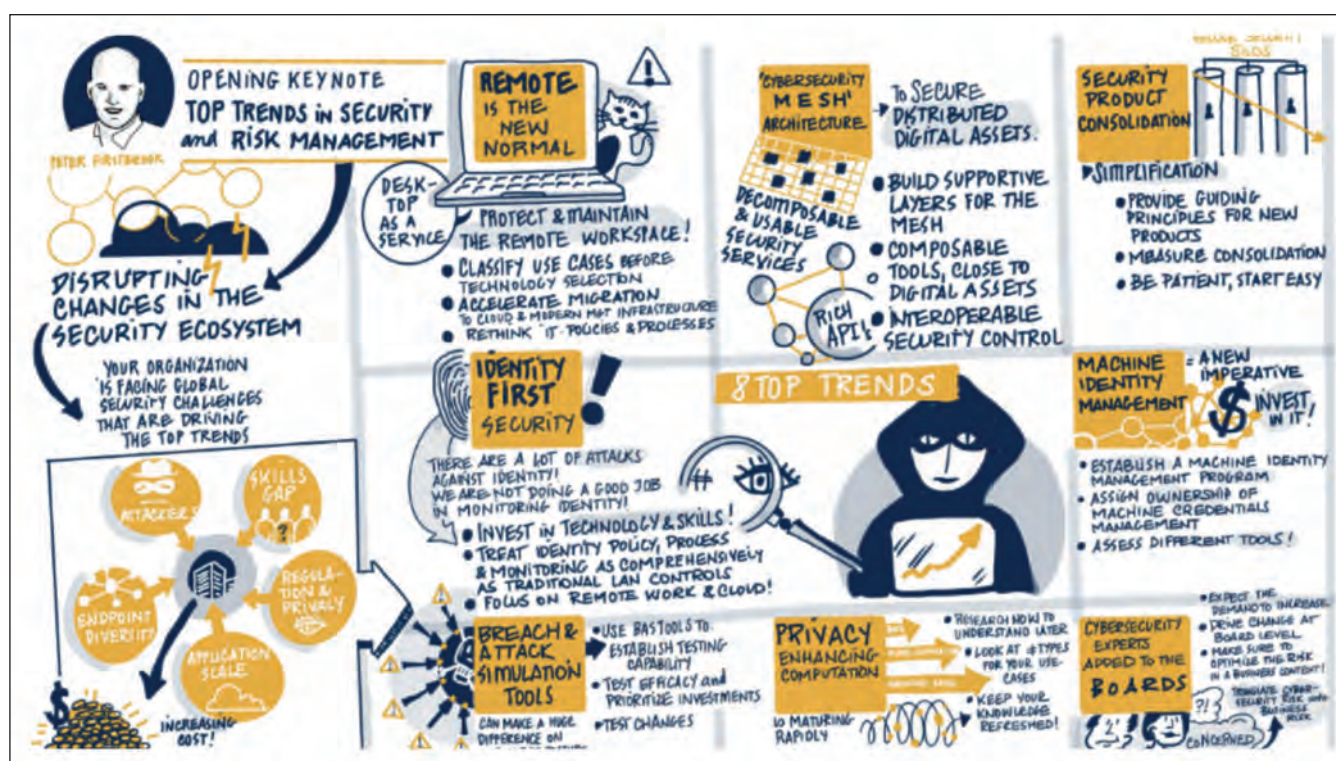 OPENING KEYNOTE
TOP TRENDS in SECURITY
and RISK MANAGEMENT
PETER FIRSTBROOK
DISRUPTING
CHANGES IN THE
SECURITY ECOSYSTEM
YOUR ORGANIZATION
IS FACING GLOBAL
SECURITY CHALLENGES
THAT ARE DRIVING
THE TOP TRENDS
ATTACKERS
SKILLS
GAP
?
ENDPOINT
DIVERSITY
REGULA-
TION &
PRIVACY
APPLICATION
SCALE
$
INCREASING
COST!
REMOTE
IS THE
NEW
NORMAL
!
DESK-
TOP
AS A
SERVICE
PROTECT & MAINTAIN
THE REMOTE WORKSPACE!
• CLASSIFY USE CASES BEFORE
TECHNOLOGY SELECTION
• ACCELERATE MIGRATION
TO CLOUD & MODERN MGT INFRASTRUCTURE
• RETHINK IT-POLICIES & PROCESSES
IDENTITY
FIRST
SECURITY
!
THERE ARE A LOT OF ATTACKS
AGAINST IDENTITY!
WE ARE NOT DOING A GOOD JOB
IN MONITORING IDENTITY!
• INVEST IN TECHNOLOGY & SKILLS!
• TREAT IDENTITY POLICY, PROCESS
& MONITORING AS COMPREHENSIVELY
AS TRADITIONAL LAN CONTROLS
• FOCUS ON REMOTE WORK & CLOUD!
BREACH &
ATTACK
SIMULATION
TOOLS
CAN MAKE A HUGE
DIFFERENCE ON
• USE BAS TOOLS TO
ESTABLISH TESTING
CAPABILITY
• TEST EFFICACY and
PRIORITIZE INVESTMENTS
• TEST CHANGES
'CYBERSECURITY
MESH'
ARCHITECTURE
TO SECURE
DISTRIBUTED
DIGITAL ASSETS.
DECOMPOSABLE
& USABLE
SECURITY
SERVICES
RICH
API's
• BUILD SUPPORTIVE
LAYERS FOR THE
MESH
• COMPOSABLE
TOOLS, CLOSE TO
DIGITAL ASSETS
• INTEROPERABLE
SECURITY CONTROL
8 TOP TRENDS
#
PRIVACY
ENHANCING
COMPUTATION
IS MATURING
RAPIDLY
• RESEARCH NOW TO
UNDERSTAND LATER
• LOOK AT # TYPES
FOR YOUR USE-
CASES
• KEEP YOUR
KNOWLEDGE
REFRESHED!
SECURITY
SECURITY
PRODUCT
CONSOLIDATION
SIMPLIFICATION
• PROVIDE GUIDING
PRINCIPLES FOR NEW
PRODUCTS
• MEASURE CONSOLIDATION
• BE PATIENT, START EASY
MACHINE
IDENTITY
MANAGEMENT
= A NEW
IMPERATIVE
$ INVEST
IN IT!
• ESTABLISH A MACHINE IDENTITY
MANAGEMENT PROGRAM
• ASSIGN OWNERSHIP OF
MACHINE CREDENTIALS
MANAGEMENT
• ASSESS DIFFERENT TOOLS!
CYBERSECURITY
EXPERTS
ADDED TO THE
BOARDS
• EXPECT THE
DEMAND TO INCREASE
• DRIVE CHANGE AT
BOARD LEVEL
• MAKE SURE TO
OPTIMIZE THE RISK
IN A BUSINESS CONTEXT!
?!
TRANSLATE CYBER-
SECURITY RISK into
BUSINESS
RISK
CONCERNED